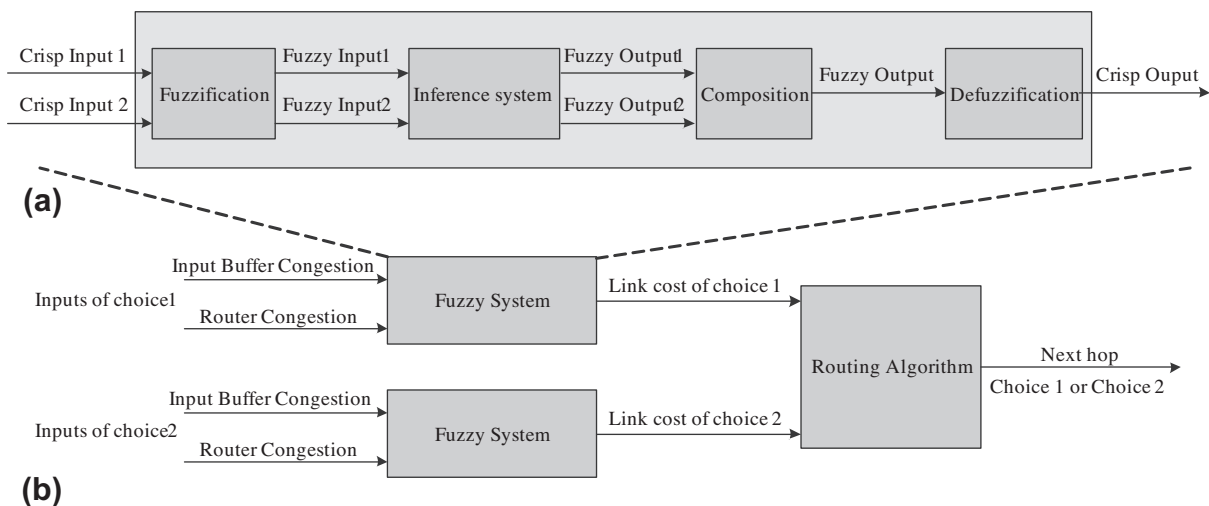 Crisp Input 1
Crisp Input 2
Fuzzification
Fuzzy Input1
Fuzzy Input2
Inference system
Fuzzy Output1
Fuzzy Output2
Composition
Fuzzy Output
Defuzzification
Crisp Ouput
(a)
Inputs of choice1
Input Buffer Congestion
Router Congestion
Fuzzy System
Link cost of choice 1
Inputs of choice2
Input Buffer Congestion
Router Congestion
Fuzzy System
Link cost of choice 2
Routing Algorithm
Next hop
Choice 1 or Choice 2
(b)